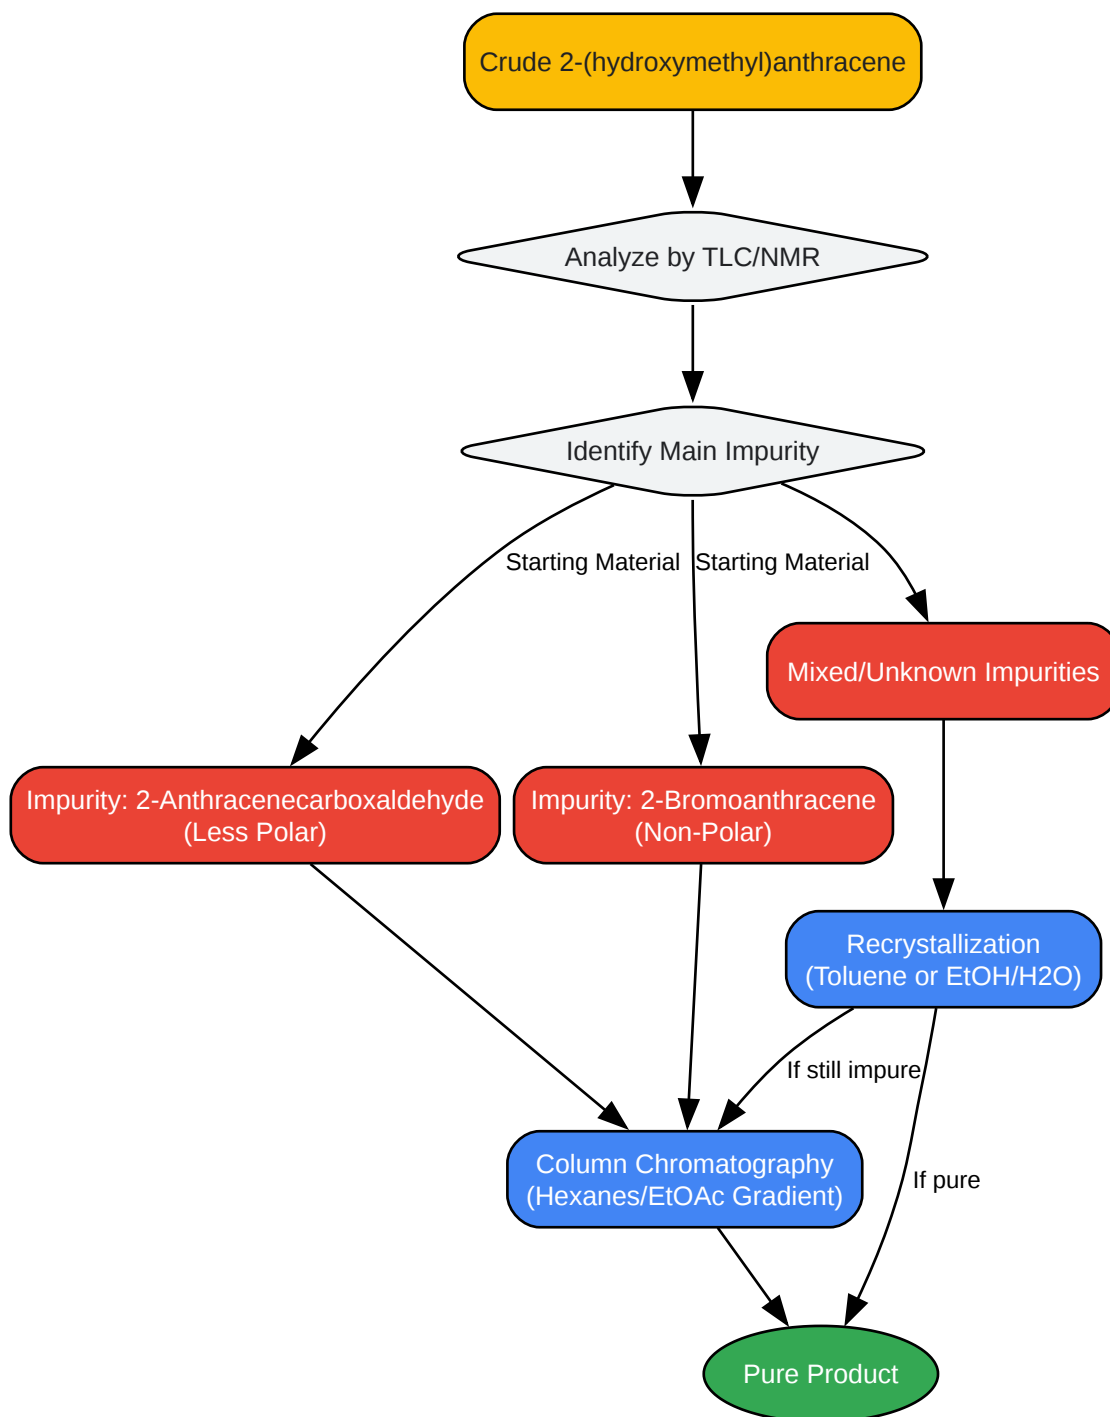 Crude 2-(hydroxymethyl)anthracene
Analyze by TLC/NMR
Identify Main Impurity
Starting Material
Starting Material
Mixed/Unknown Impurities
Impurity: 2-Anthracenecarboxaldehyde
(Less Polar)
Impurity: 2-Bromoanthracene
(Non-Polar)
Recrystallization
(Toluene or EtOH/H2O)
If still impure
Column Chromatography
(Hexanes/EtOAc Gradient)
If pure
Pure Product